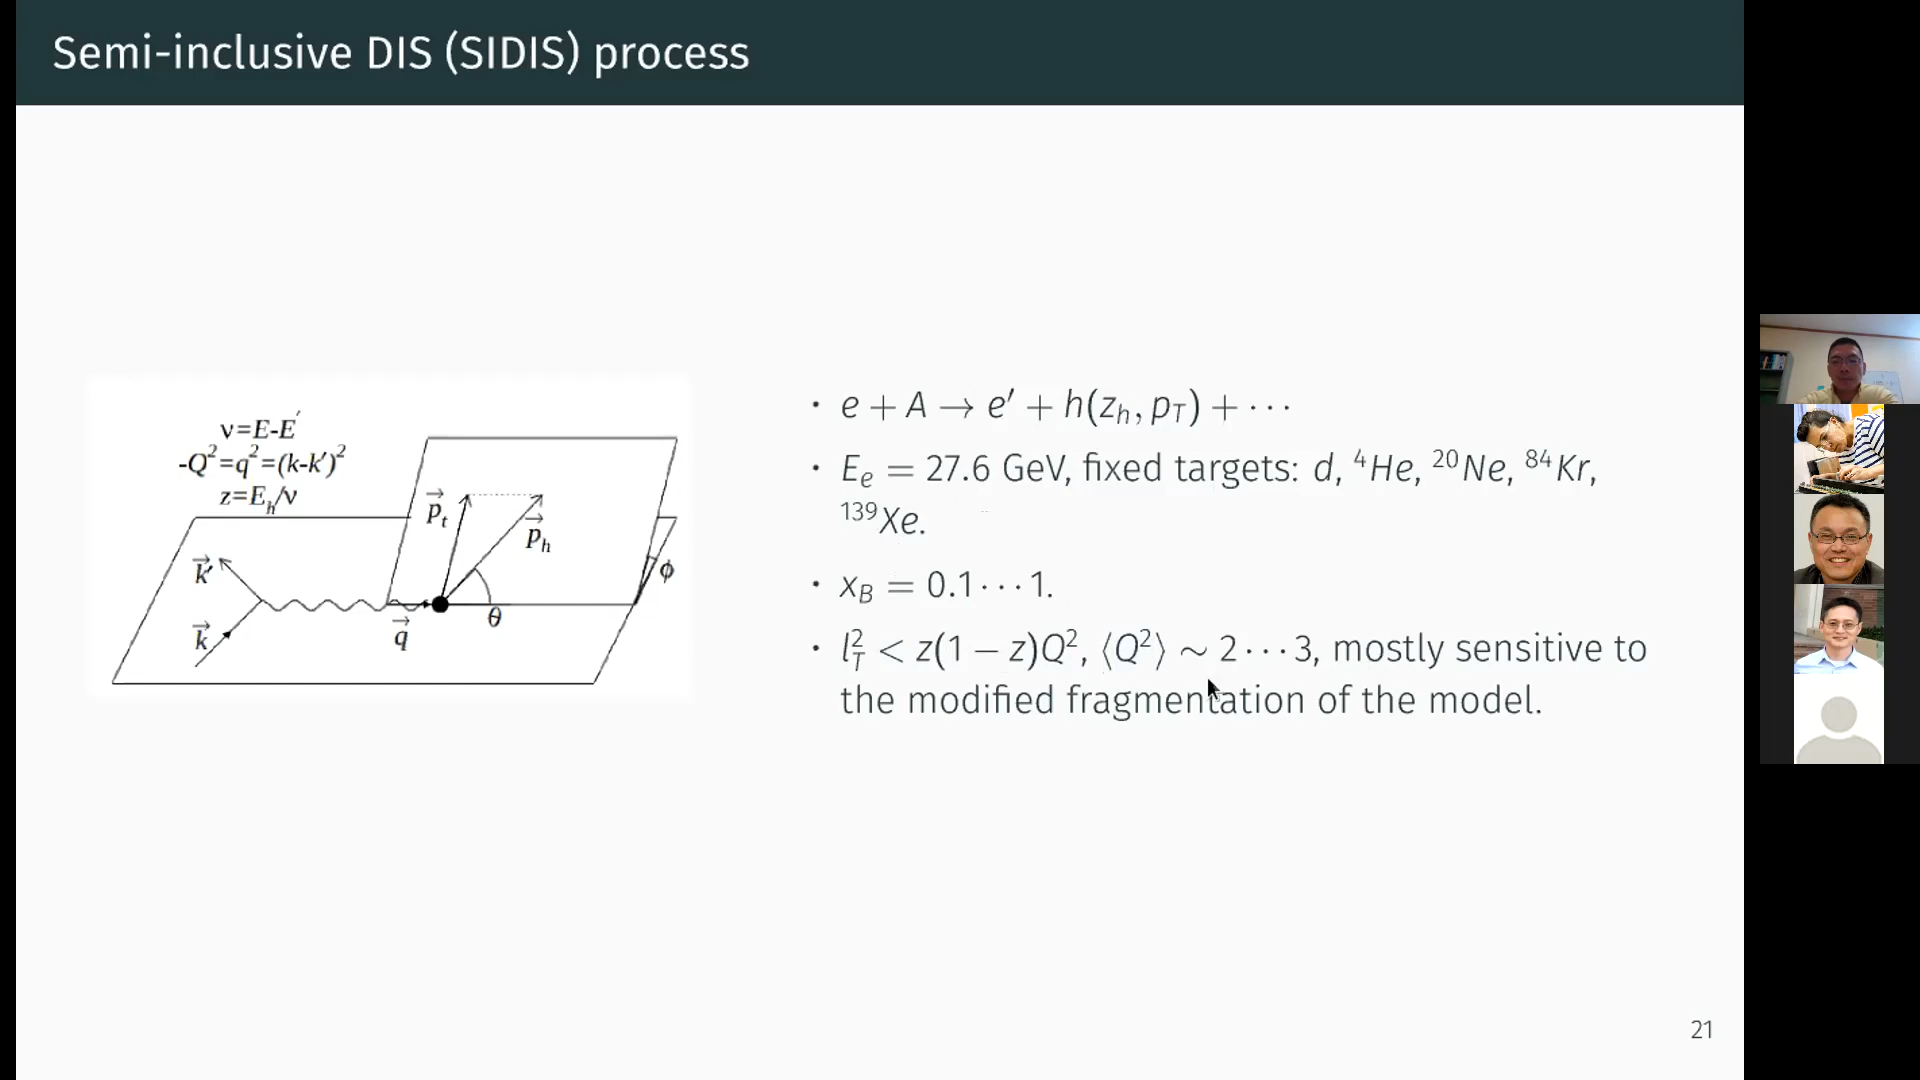 Semi-inclusive DIS (SIDIS) process
ν=E-E′
-Q²=q²=(k-k′)²
z=E_h/ν
p⃗_t
p⃗_h
k⃗′
ϕ
k⃗
q⃗
θ
· e + A → e′ + h(z_h, p_T) + ···
· E_e = 27.6 GeV, fixed targets: d, ⁴He, ²⁰Ne, ⁸⁴Kr,
¹³⁹Xe.
· x_B = 0.1 ··· 1.
· l_T² < z(1 − z)Q², ⟨Q²⟩ ∼ 2 ··· 3, mostly sensitive to
the modified fragmentation of the model.
21